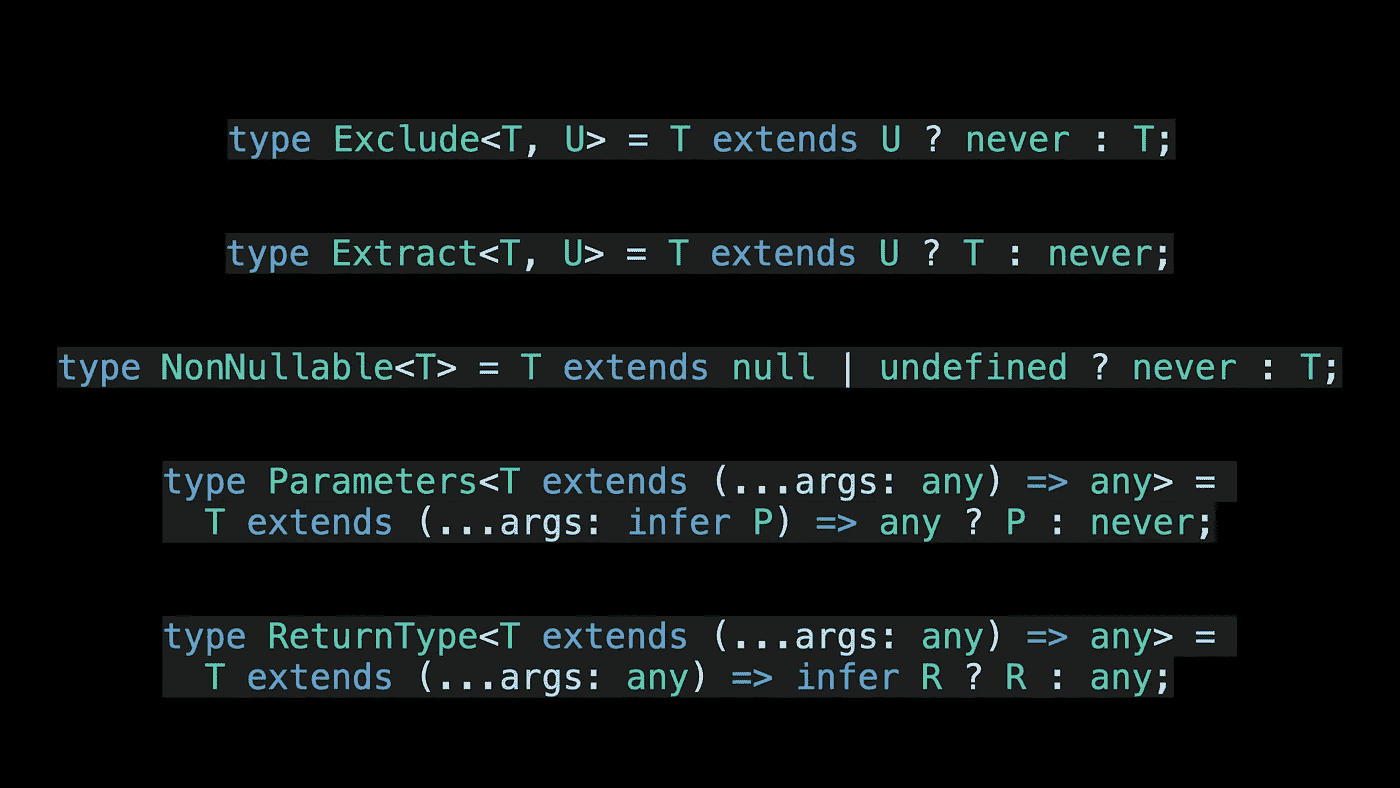 type Exclude<T, U> = T extends U ? never : T;
type Extract<T, U> = T extends U ? T : never;
type NonNullable<T> = T extends null | undefined ? never : T;
type Parameters<T extends (...args: any) => any> =
  T extends (...args: infer P) => any ? P : never;
type ReturnType<T extends (...args: any) => any> =
  T extends (...args: any) => infer R ? R : any;